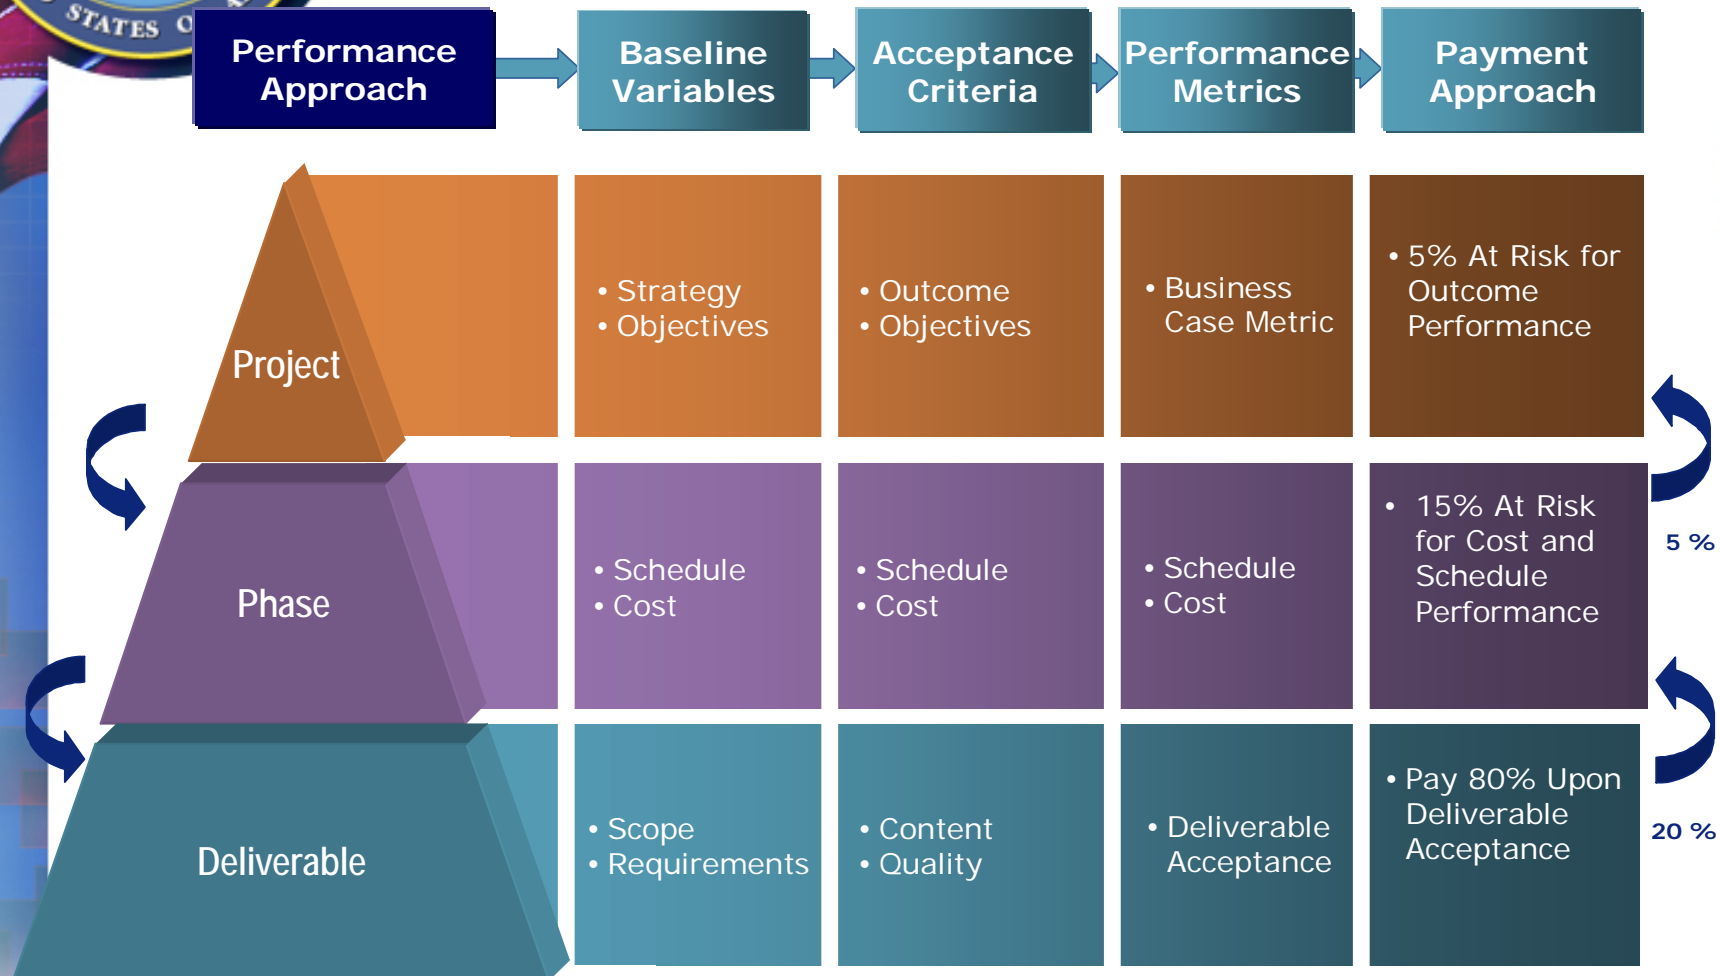 STATES O
Performance
Approach
Baseline
Variables
Acceptance
Criteria
Performance
Metrics
Payment
Approach
Project
• Strategy
• Objectives
• Outcome
• Objectives
• Business
Case Metric
• 5% At Risk for
Outcome
Performance
Phase
• Schedule
• Cost
• Schedule
• Cost
• Schedule
• Cost
• 15% At Risk
for Cost and
Schedule
Performance
5 %
Deliverable
• Scope
• Requirements
• Content
• Quality
• Deliverable
Acceptance
• Pay 80% Upon
Deliverable
Acceptance
20 %